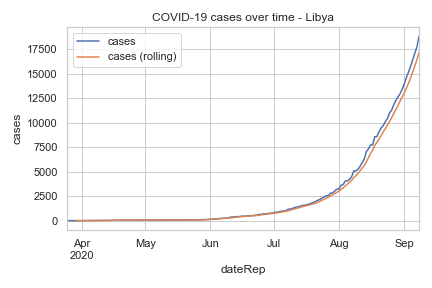 COVID-19 cases over time - Libya
cases
cases (rolling)
17500
15000
12500
10000
7500
5000
2500
0
cases
Apr
2020
May
Jun
Jul
Aug
Sep
dateRep